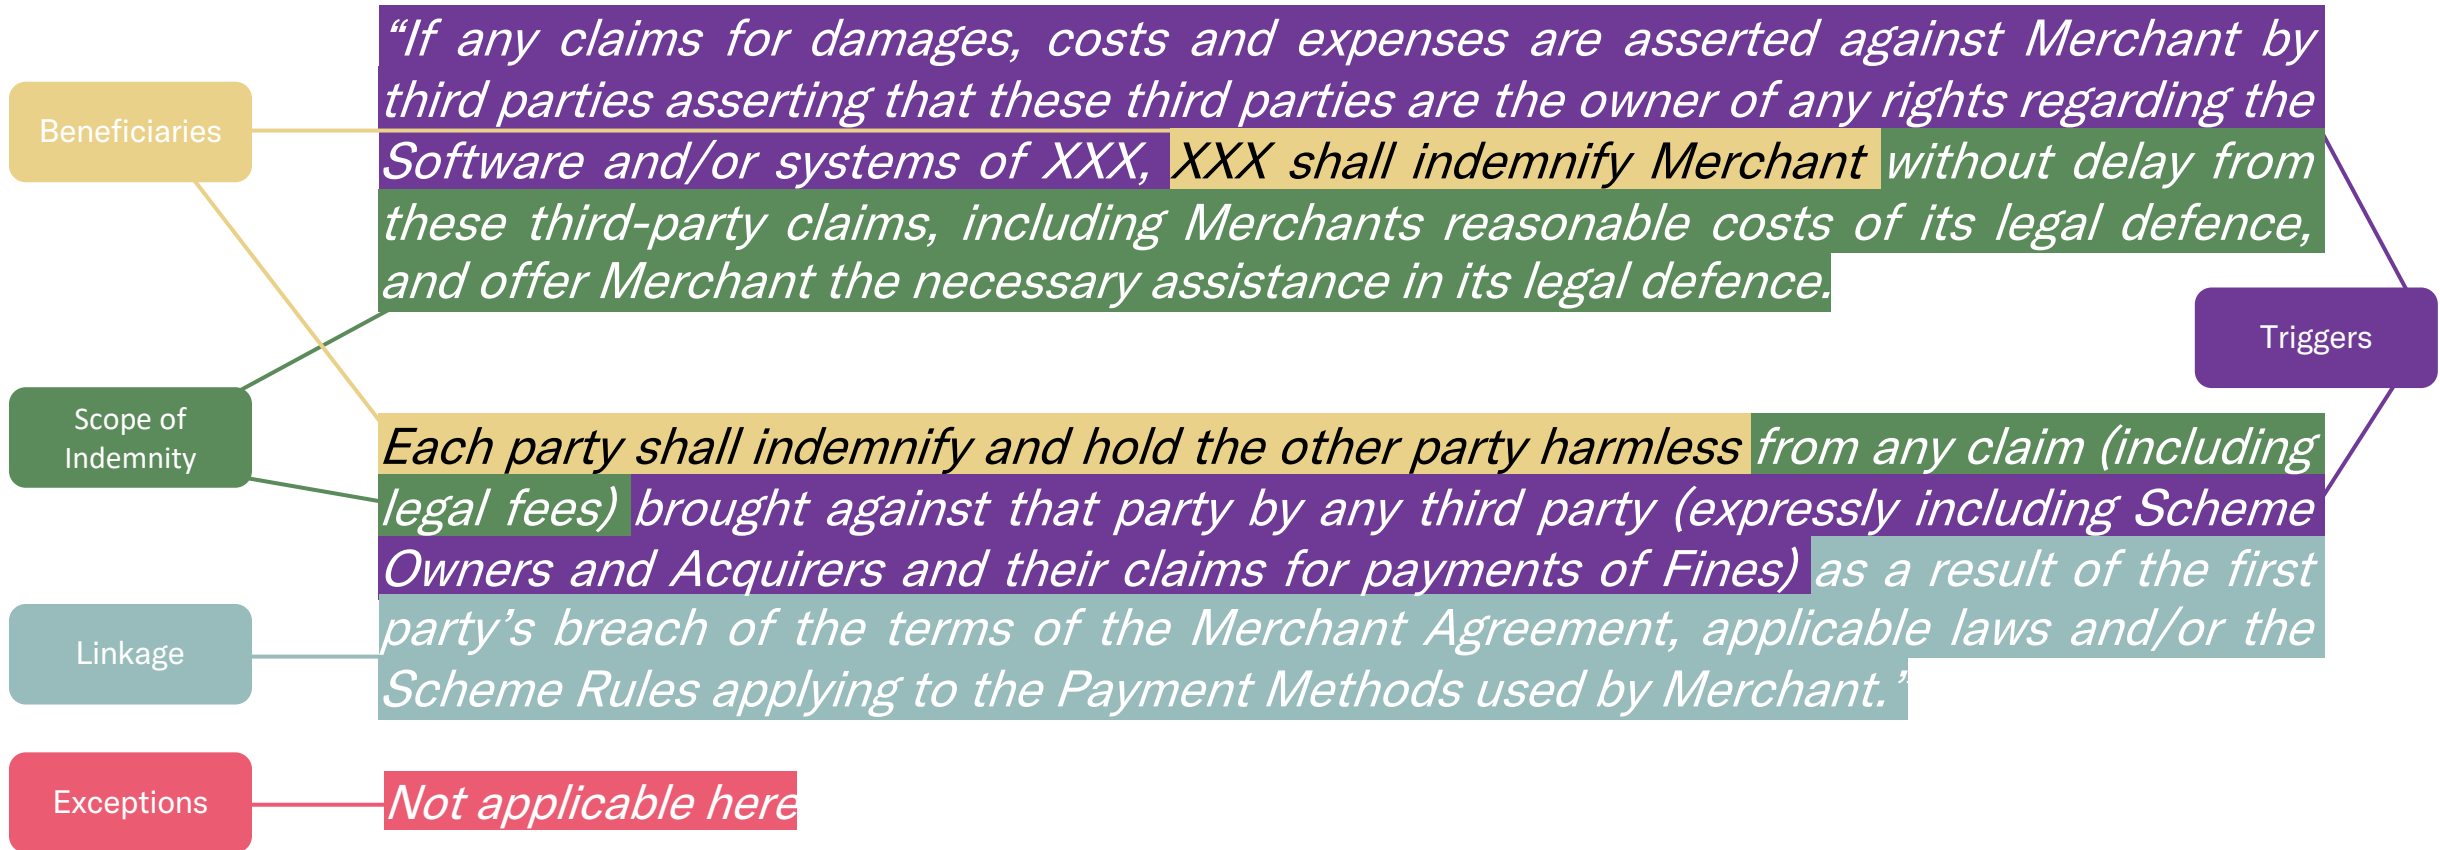 “If any claims for damages, costs and expenses are asserted against Merchant by
third parties asserting that these third parties are the owner of any rights regarding the
Software and/or systems of XXX, XXX shall indemnify Merchant without delay from
these third-party claims, including Merchants reasonable costs of its legal defence,
and offer Merchant the necessary assistance in its legal defence.
Beneficiaries
Triggers
Scope of
Indemnity
Each party shall indemnify and hold the other party harmless from any claim (including
legal fees) brought against that party by any third party (expressly including Scheme
Owners and Acquirers and their claims for payments of Fines) as a result of the first
party’s breach of the terms of the Merchant Agreement, applicable laws and/or the
Scheme Rules applying to the Payment Methods used by Merchant.”
Linkage
Exceptions
Not applicable here